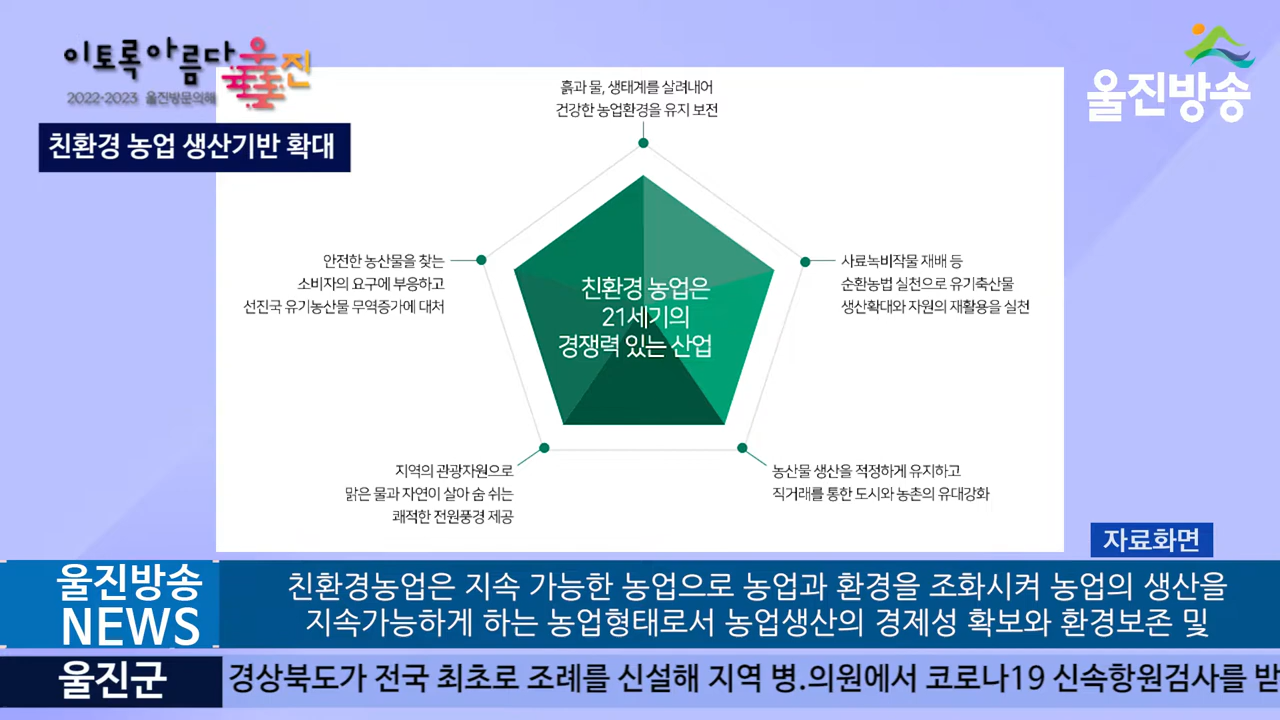 이토록 아름다울진
2022-2023 울진방문의해
울진방송
친환경 농업 생산기반 확대
흙과 물, 생태계를 살려내어
건강한 농업환경을 유지 보전
안전한 농산물을 찾는
소비자의 요구에 부응하고
선진국 유기농산물 무역증가에 대처
사료녹비작물 재배 등
순환농법 실천으로 유기축산물
생산확대와 자원의 재활용을 실천
친환경 농업은
21세기의
경쟁력 있는 산업
지역의 관광자원으로
맑은 물과 자연이 살아 숨 쉬는
쾌적한 전원풍경 제공
농산물 생산을 적정하게 유지하고
직거래를 통한 도시와 농촌의 유대강화
자료화면
울진방송
NEWS
친환경농업은 지속 가능한 농업으로 농업과 환경을 조화시켜 농업의 생산을
지속가능하게 하는 농업형태로서 농업생산의 경제성 확보와 환경보존 및
울진군
경상북도가 전국 최초로 조례를 신설해 지역 병.의원에서 코로나19 신속항원검사를 받